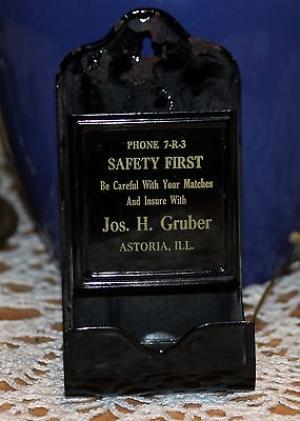 PHONE 7-R-3
SAFETY FIRST
Be Careful With Your Matches
And Insure With
Jos. H. Gruber
ASTORIA, ILL.